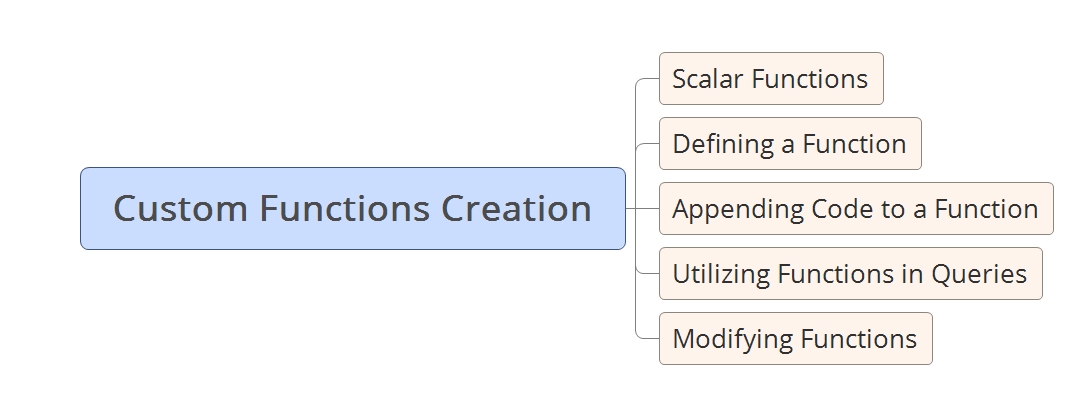 Custom Functions Creation
Scalar Functions
Defining a Function
Appending Code to a Function
Utilizing Functions in Queries
Modifying Functions